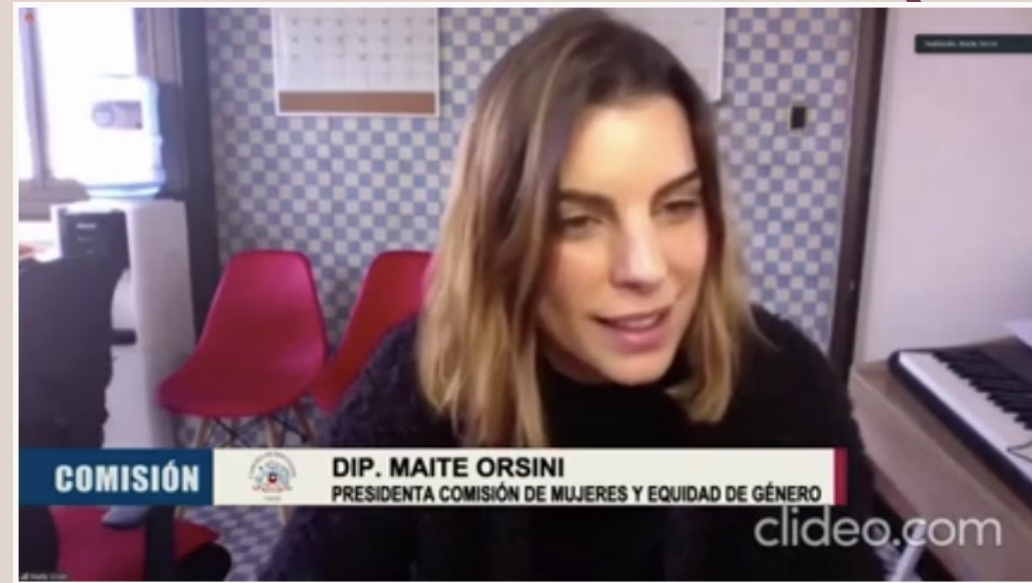 COMISIÓN
DIP. MAITE ORSINI
PRESIDENTA COMISIÓN DE MUJERES Y EQUIDAD DE GÉNERO
clideo.com